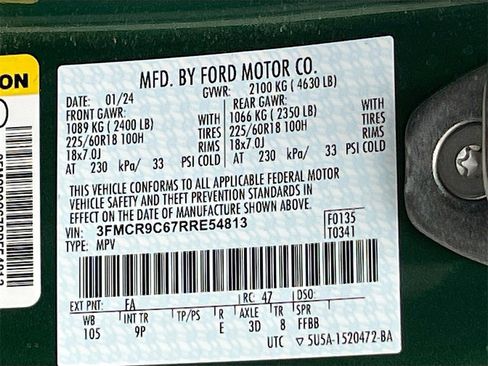 ON
MFD. BY FORD MOTOR CO.
DATE: 01/24 GVWR: 2100 KG ( 4630 LB)
FRONT GAWR: REAR GAWR:
1089 KG ( 2400 LB) WITH 1066 KG ( 2350 LB) WITH
225/60R18 100H TIRES 225/60R18 100H TIRES
18x7.0J RIMS 18x7.0J RIMS
AT 230 kPa/ 33 PSI COLD AT 230 kPa/ 33 PSI COLD
THIS VEHICLE CONFORMS TO ALL APPLICABLE FEDERAL MOTOR
VEHICLE SAFETY AND THEFT PREVENTION STANDARDS IN
EFFECT ON THE DATE OF MANUFACTURE SHOWN ABOVE.
VIN: 3FMCR9C67RRE54813 F0135
TYPE: MPV T0341
EXT PNT: FA RC: 47 DSO:
WB INT TR TP/PS R AXLE TR SPR
105 9P E 3D 8 FFBB
UTC ▽5U5A-1520472-BA